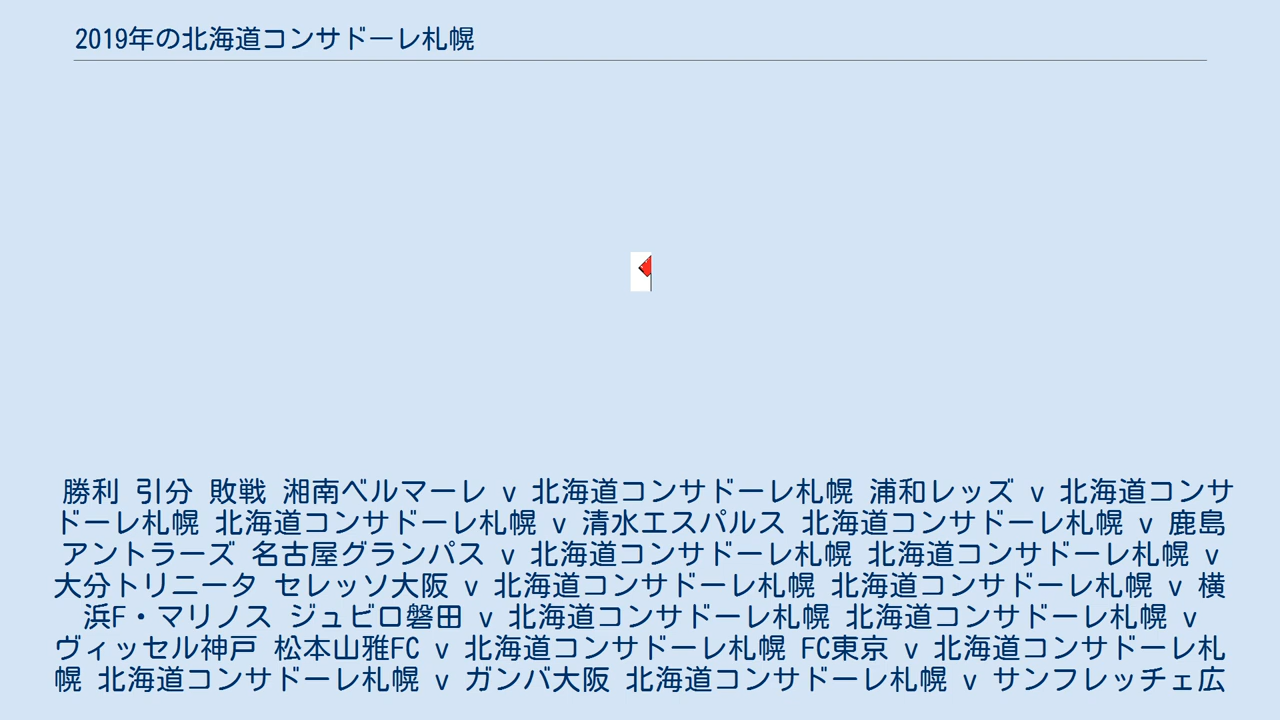 2019年の北海道コンサドーレ札幌
勝利 引分 敗戦 湘南ベルマーレ v 北海道コンサドーレ札幌 浦和レッズ v 北海道コンサ
ドーレ札幌 北海道コンサドーレ札幌 v 清水エスパルス 北海道コンサドーレ札幌 v 鹿島
アントラーズ 名古屋グランパス v 北海道コンサドーレ札幌 北海道コンサドーレ札幌 v
大分トリニータ セレッソ大阪 v 北海道コンサドーレ札幌 北海道コンサドーレ札幌 v 横
浜F・マリノス ジュビロ磐田 v 北海道コンサドーレ札幌 北海道コンサドーレ札幌 v
ヴィッセル神戸 松本山雅FC v 北海道コンサドーレ札幌 FC東京 v 北海道コンサドーレ札
幌 北海道コンサドーレ札幌 v ガンバ大阪 北海道コンサドーレ札幌 v サンフレッチェ広